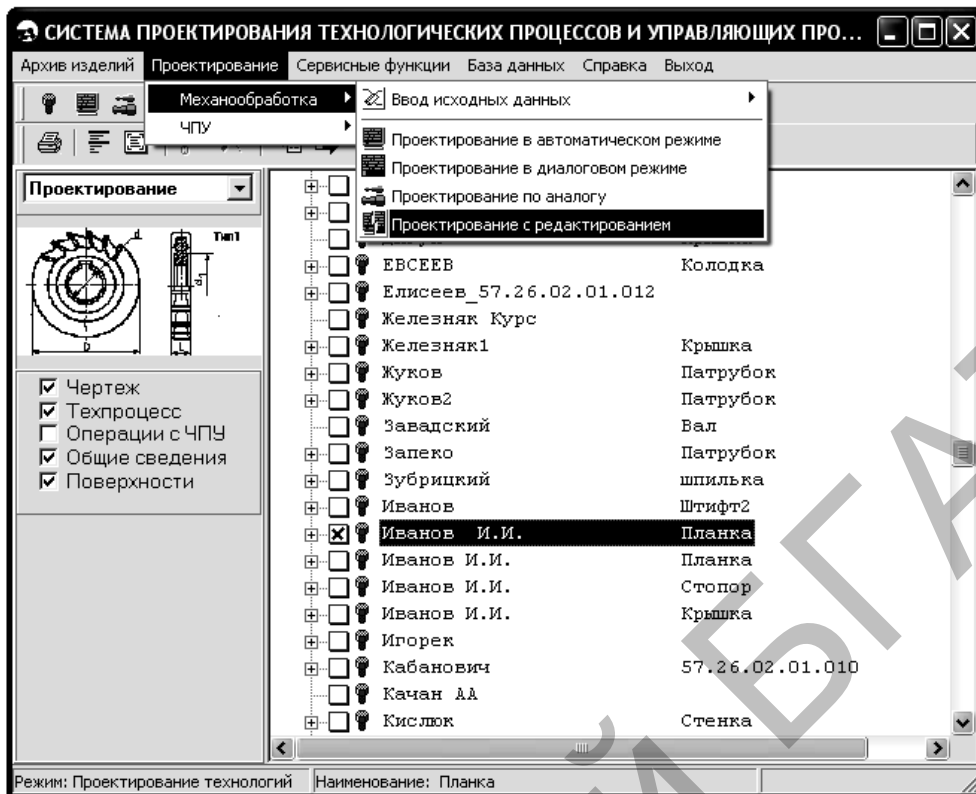 СИСТЕМА ПРОЕКТИРОВАНИЯ ТЕХНОЛОГИЧЕСКИХ ПРОЦЕССОВ И УПРАВЛЯЮЩИХ ПРО...
Архив изделий Проектирование Сервисные функции База данных Справка Выход
Механообработка
ЧПУ
Ввод исходных данных
Проектирование в автоматическом режиме
Проектирование в диалоговом режиме
Проектирование по аналогу
Проектирование с редактированием
Проектирование
d Тип1
d1
D L
Чертеж
Техпроцесс
Операции с ЧПУ
Общие сведения
Поверхности
ЕВСЕЕВ Колодка
Елисеев_57.26.02.01.012
Железняк Курс
Железняк1 Крышка
Жуков Патрубок
Жуков2 Патрубок
Завадский Вал
Запеко Патрубок
Зубрицкий шпилька
Иванов Штифт2
Иванов И.И. Планка
Иванов И.И. Планка
Иванов И.И. Стопор
Иванов И.И. Крышка
Игорек
Кабанович 57.26.02.01.010
Качан АА
Кислюк Стенка
Режим: Проектирование технологий Наименование: Планка